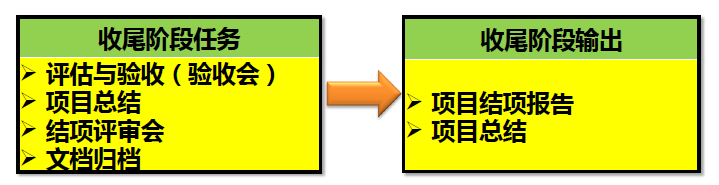 收尾阶段任务
➢ 评估与验收（验收会）
➢ 项目总结
➢ 结项评审会
➢ 文档归档
收尾阶段输出
➢ 项目结项报告
➢ 项目总结